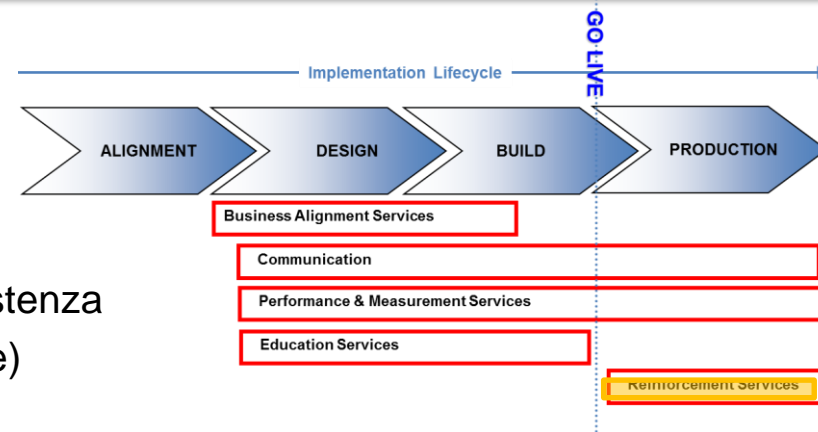 GO LIVE
Implementation Lifecycle
ALIGNMENT
DESIGN
BUILD
PRODUCTION
Business Alignment Services
Communication
Performance & Measurement Services
Education Services
Reinforcement Services
stenza
e)